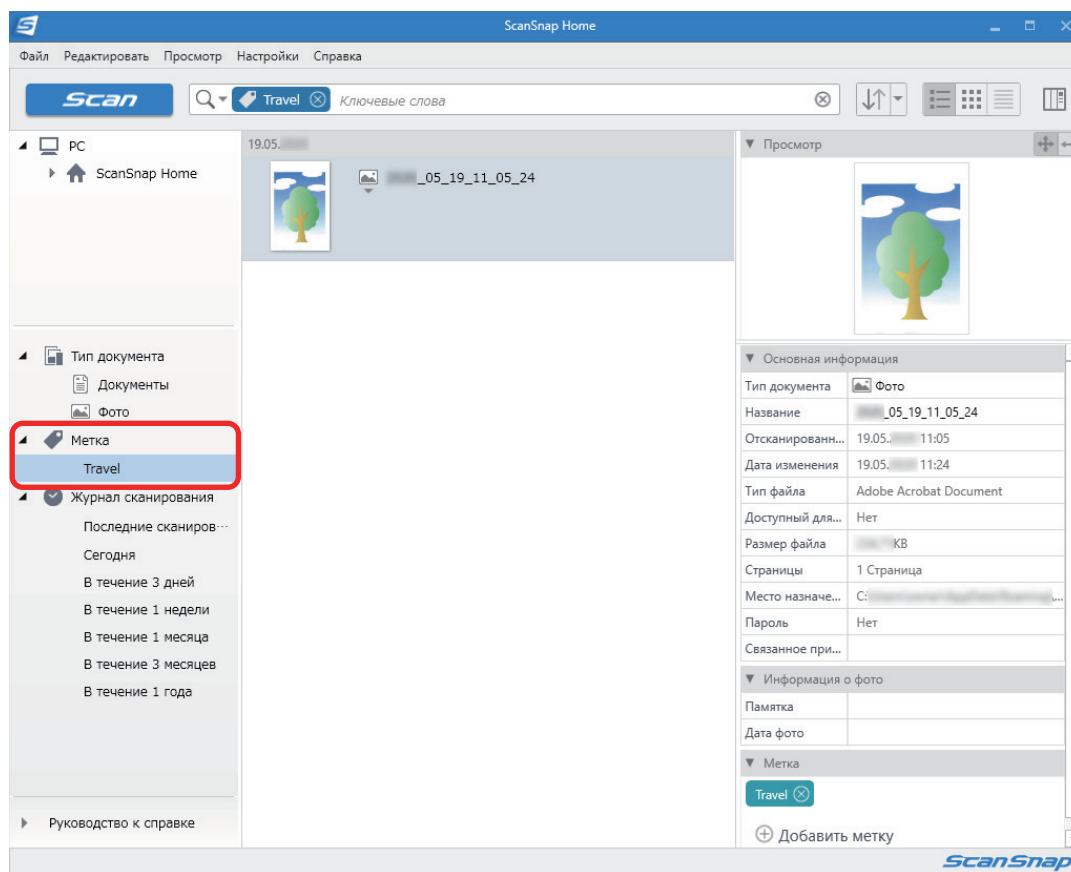 ScanSnap Home
Файл Редактировать Просмотр Настройки Справка
Scan Travel Ключевые слова
PC
ScanSnap Home
Тип документа
Документы
Фото
Метка
Travel
Журнал сканирования
Последние сканиров...
Сегодня
В течение 3 дней
В течение 1 недели
В течение 1 месяца
В течение 3 месяцев
В течение 1 года
Руководство к справке
19.05.
_05_19_11_05_24
Просмотр
Основная информация
Тип документа Фото
Название _05_19_11_05_24
Отсканированн... 19.05. 11:05
Дата изменения 19.05. 11:24
Тип файла Adobe Acrobat Document
Доступный для... Нет
Размер файла KB
Страницы 1 Страница
Место назначе... C: \...
Пароль Нет
Связанное при...
Информация о фото
Памятка
Дата фото
Метка
Travel
Добавить метку
ScanSnap